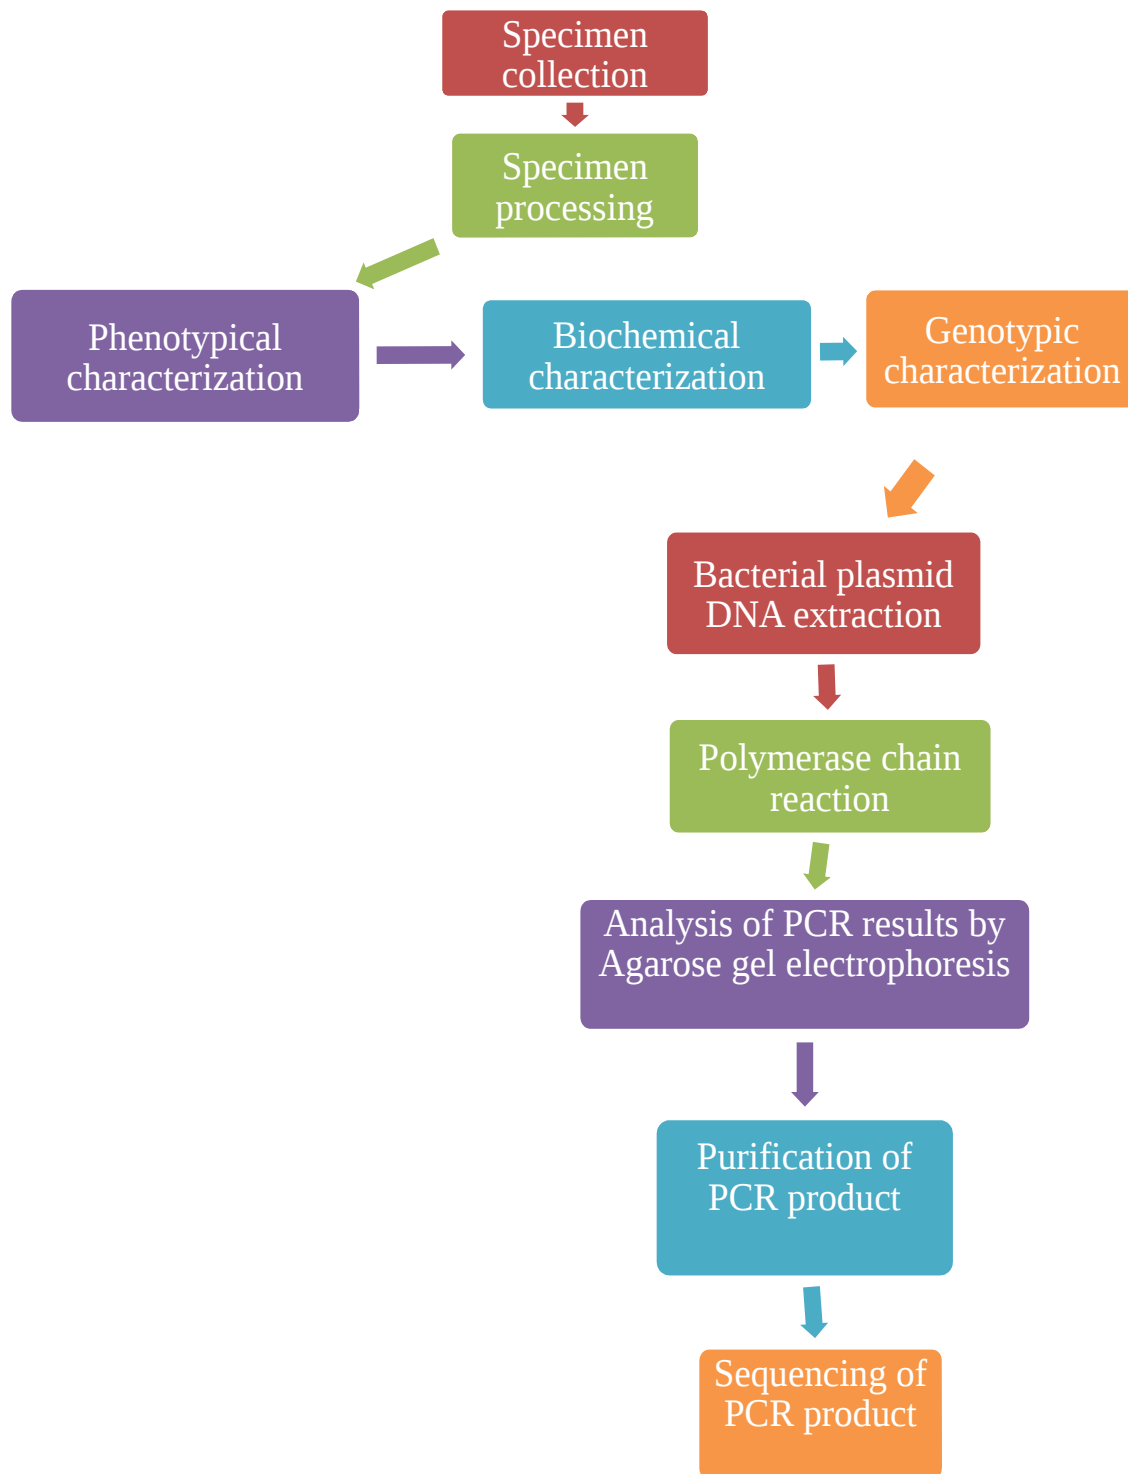 Specimen
collection
Specimen
processing
Phenotypical
characterization
Biochemical
characterization
Genotypic
characterization
Bacterial plasmid
DNA extraction
Polymerase chain
reaction
Analysis of PCR results by
Agarose gel electrophoresis
Purification of
PCR product
Sequencing of
PCR product